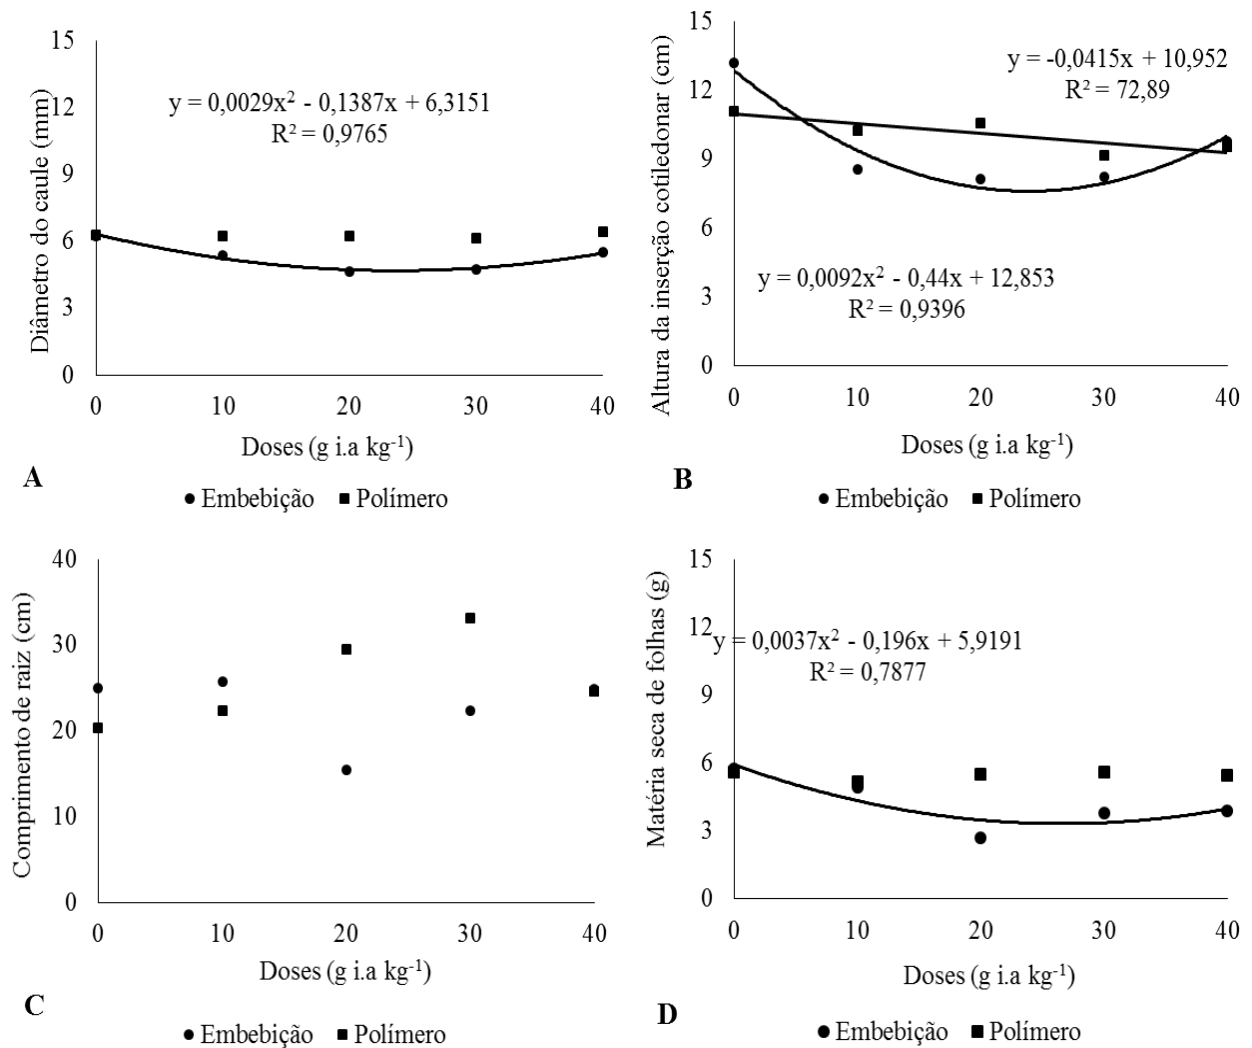 Diâmetro do caule (mm)
15
12
9
6
3
0
y = 0,0029x² - 0,1387x + 6,3151
R² = 0,9765
0 10 20 30 40
Doses (g i.a kg⁻¹)
A
● Embebição ■ Polímero
Altura da inserção cotiledonar (cm)
15
12
9
6
3
0
y = -0,0415x + 10,952
R² = 72,89
y = 0,0092x² - 0,44x + 12,853
R² = 0,9396
0 10 20 30 40
Doses (g i.a kg⁻¹)
B
● Embebição ■ Polímero
Comprimento de raiz (cm)
40
30
20
10
0
0 10 20 30 40
Doses (g i.a kg⁻¹)
C
● Embebição ■ Polímero
Matéria seca de folhas (g)
15
12
9
6
3
0
y = 0,0037x² - 0,196x + 5,9191
R² = 0,7877
0 10 20 30 40
Doses (g i.a kg⁻¹)
D
● Embebição ■ Polímero